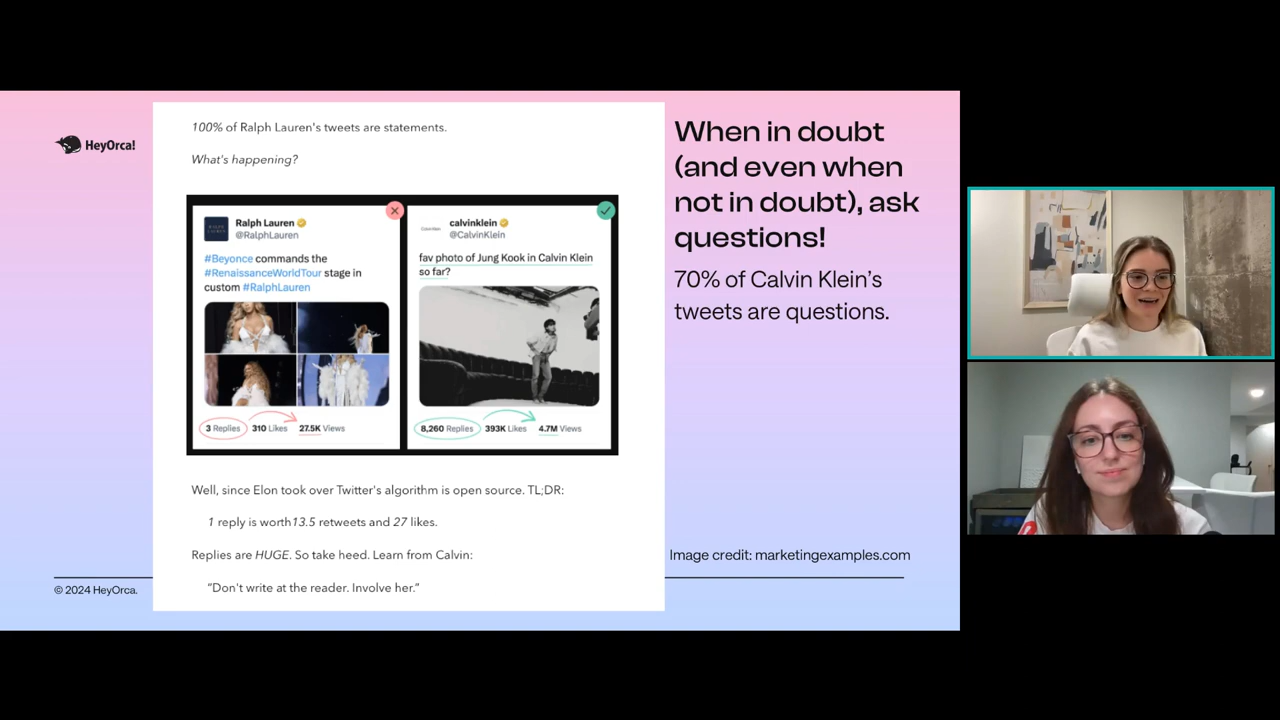 HeyOrca!
100% of Ralph Lauren's tweets are statements.
What's happening?
Ralph Lauren
@RalphLauren
#Beyonce commands the
#RenaissanceWorldTour stage in
custom #RalphLauren
3 Replies 310 Likes 27.5K Views
calvinklein
@CalvinKlein
fav photo of Jung Kook in Calvin Klein
so far?
8,260 Replies 393K Likes 4.7M Views
Well, since Elon took over Twitter's algorithm is open source. TL;DR:
1 reply is worth13.5 retweets and 27 likes.
Replies are HUGE. So take heed. Learn from Calvin:
"Don't write at the reader. Involve her."
When in doubt
(and even when
not in doubt), ask
questions!
70% of Calvin Klein’s
tweets are questions.
Image credit: marketingexamples.com
© 2024 HeyOrca.